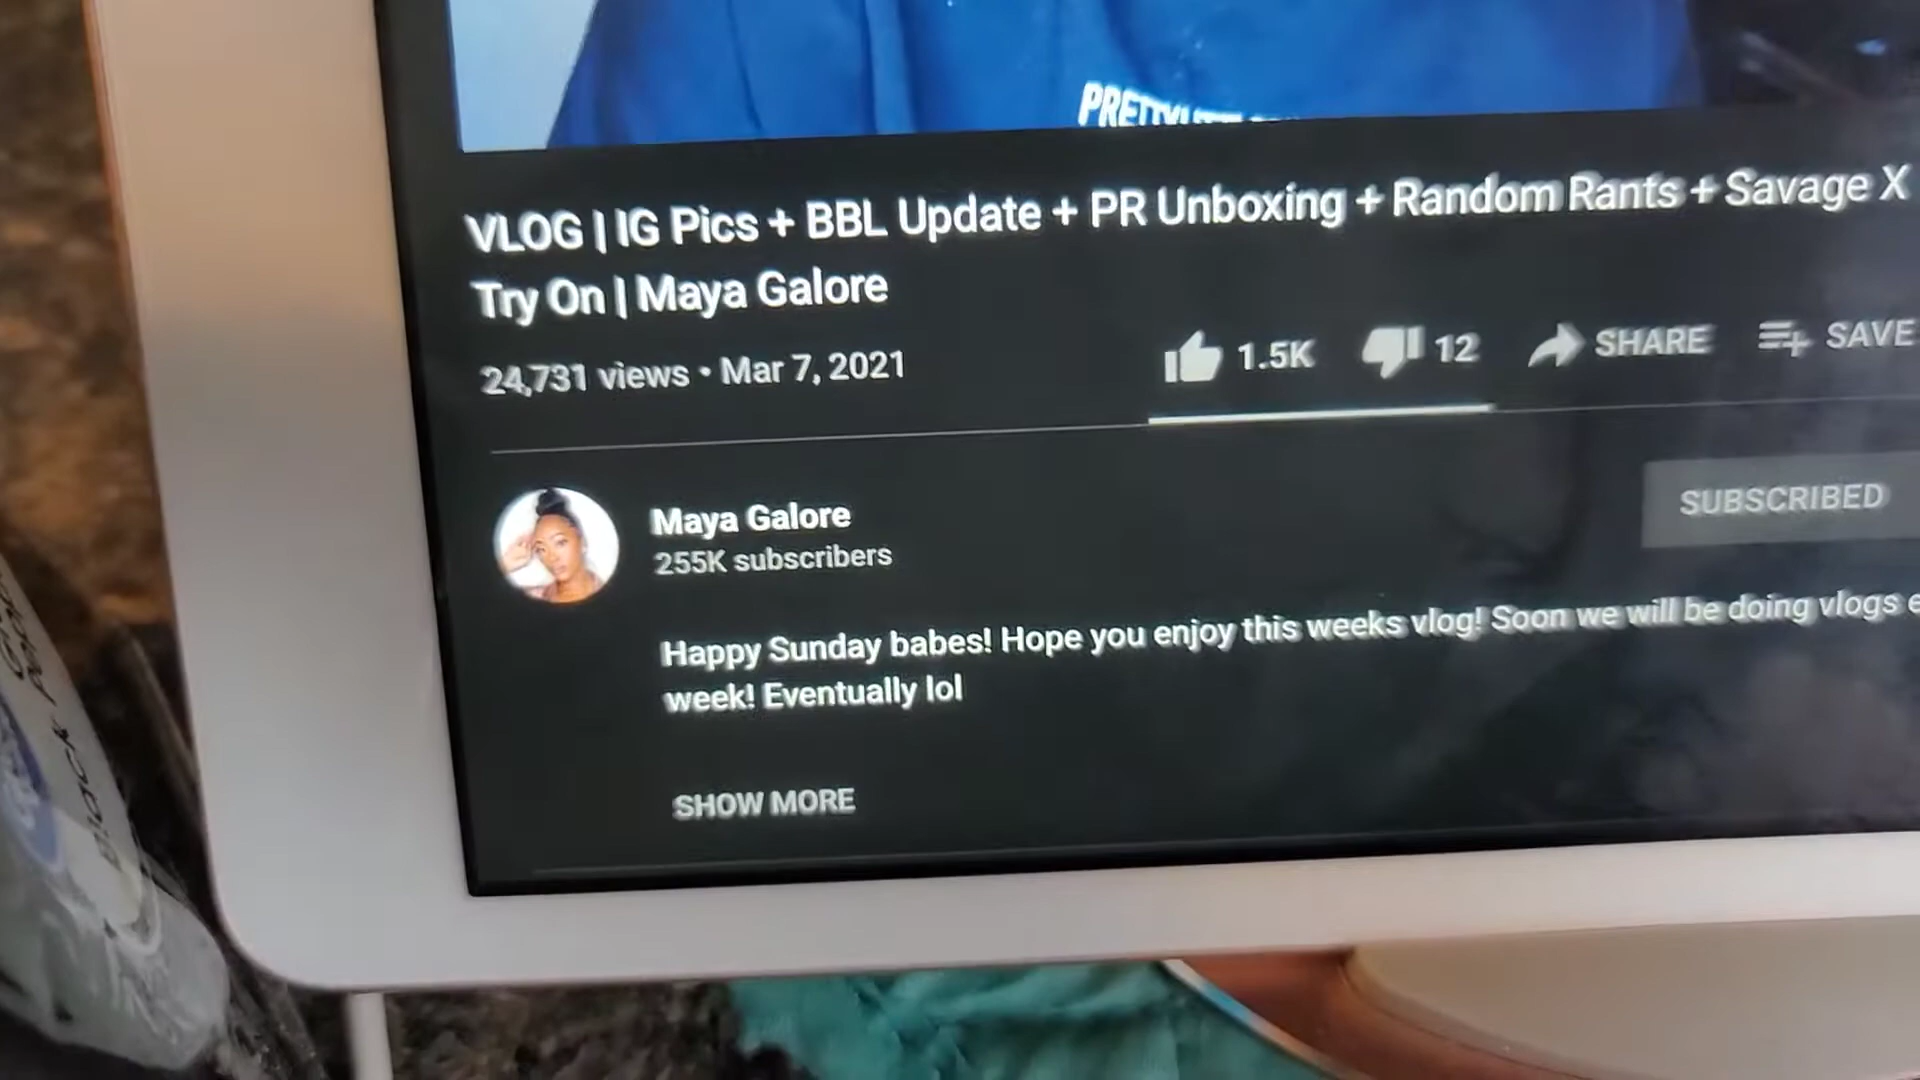 VLOG | IG Pics + BBL Update + PR Unboxing + Random Rants + Savage X
Try On | Maya Galore
24,731 views • Mar 7, 2021
1.5K
12
SHARE
SAVE
Maya Galore
255K subscribers
SUBSCRIBED
Happy Sunday babes! Hope you enjoy this weeks vlog! Soon we will be doing vlogs
week! Eventually lol
SHOW MORE
Black